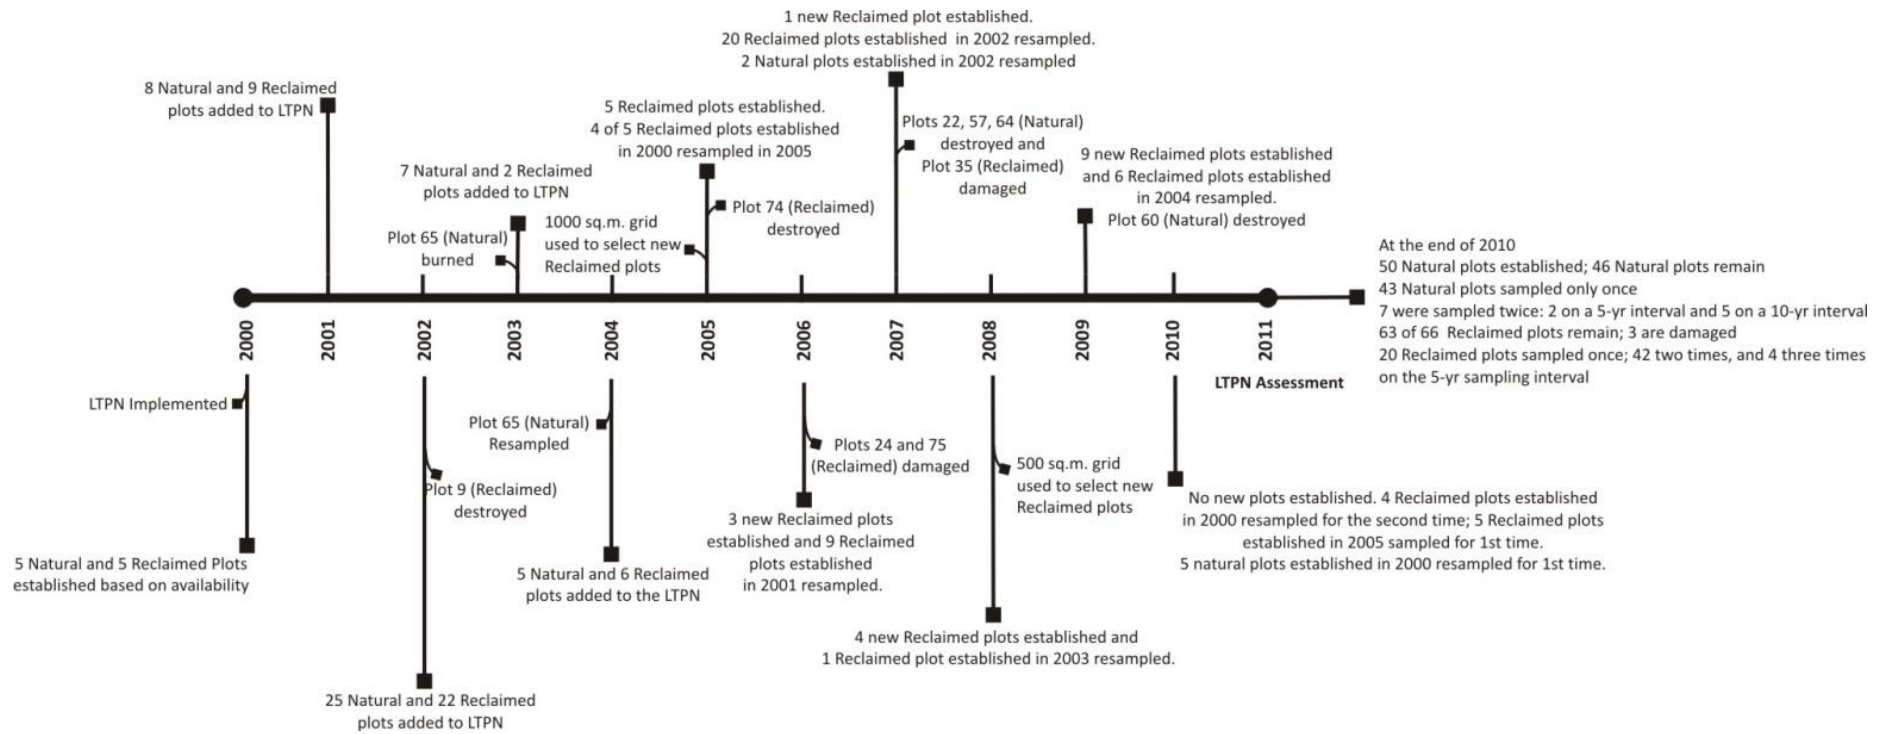 1 new Reclaimed plot established.
20 Reclaimed plots established in 2002 resampled.
2 Natural plots established in 2002 resampled
8 Natural and 9 Reclaimed
plots added to LTPN
5 Reclaimed plots established.
4 of 5 Reclaimed plots established
in 2000 resampled in 2005
Plots 22, 57, 64 (Natural)
destroyed and
Plot 35 (Reclaimed)
damaged
7 Natural and 2 Reclaimed
plots added to LTPN
9 new Reclaimed plots established
and 6 Reclaimed plots established
in 2004 resampled.
Plot 60 (Natural) destroyed
Plot 65 (Natural)
burned
1000 sq.m. grid
used to select new
Reclaimed plots
Plot 74 (Reclaimed)
destroyed
At the end of 2010
50 Natural plots established; 46 Natural plots remain
43 Natural plots sampled only once
7 were sampled twice: 2 on a 5-yr interval and 5 on a 10-yr interval
63 of 66 Reclaimed plots remain; 3 are damaged
20 Reclaimed plots sampled once; 42 two times, and 4 three times
on the 5-yr sampling interval
2000
2001
2002
2003
2004
2005
2006
2007
2008
2009
2010
2011
LTPN Assessment
LTPN Implemented
5 Natural and 5 Reclaimed Plots
established based on availability
Plot 9 (Reclaimed)
destroyed
25 Natural and 22 Reclaimed
plots added to LTPN
Plot 65 (Natural)
Resampled
5 Natural and 6 Reclaimed
plots added to the LTPN
Plots 24 and 75
(Reclaimed) damaged
3 new Reclaimed plots
established and 9 Reclaimed
plots established
in 2001 resampled.
500 sq.m. grid
used to select new
Reclaimed plots
4 new Reclaimed plots established and
1 Reclaimed plot established in 2003 resampled.
No new plots established. 4 Reclaimed plots established
in 2000 resampled for the second time; 5 Reclaimed plots
established in 2005 sampled for 1st time.
5 natural plots established in 2000 resampled for 1st time.